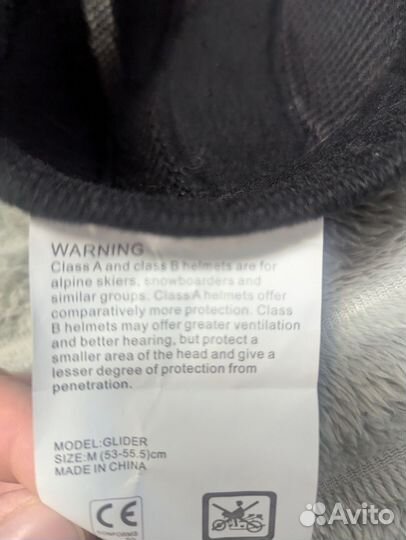 WARNING
Class A and class B helmets are for
alpine skiers, snowboarders and
similar groups. Class A helmets offer
comparatively more protection. Class
B helmets may offer greater ventilation
and better hearing, but protect a
smaller area of the head and give a
lesser degree of protection from
penetration.
MODEL:GLIDER
SIZE:M (53-55.5)cm
MADE IN CHINA
CE
Avito